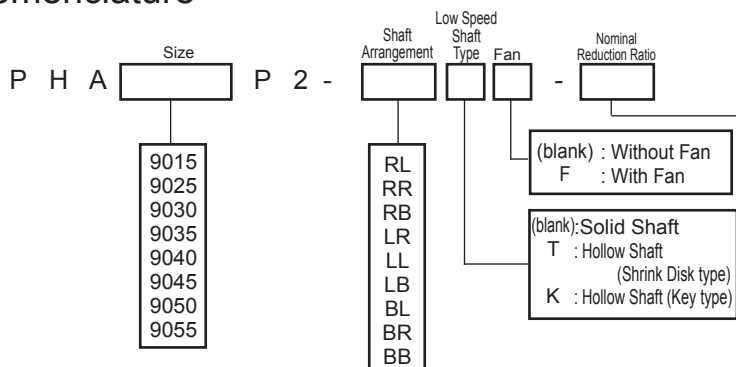 Low Speed
Shaft
Type
Shaft
Arrangement
Size
Fan
Nominal
Reduction Ratio
P H A
P 2 -
-
9015
9025
9030
9035
9040
9045
9050
9055
RL
RR
RB
LR
LL
LB
BL
BR
BB
(blank) : Without Fan
F : With Fan
(blank):Solid Shaft
T : Hollow Shaft
(Shrink Disk type)
K : Hollow Shaft (Key type)